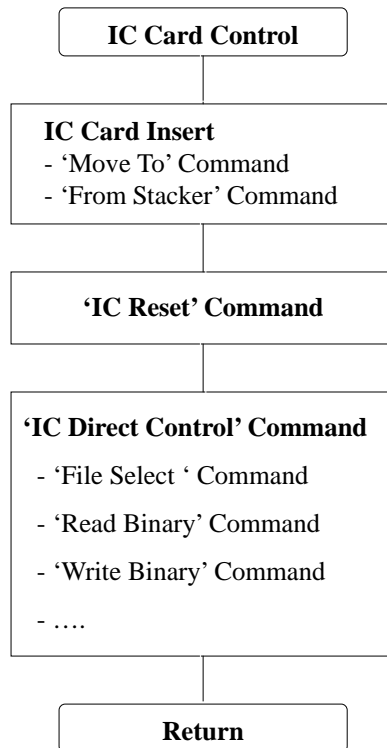 IC Card Control
IC Card Insert
- ‘Move To’ Command
- ‘From Stacker’ Command
‘IC Reset’ Command
‘IC Direct Control’ Command
- ‘File Select ‘ Command
- ‘Read Binary’ Command
- ‘Write Binary’ Command
- ….
Return